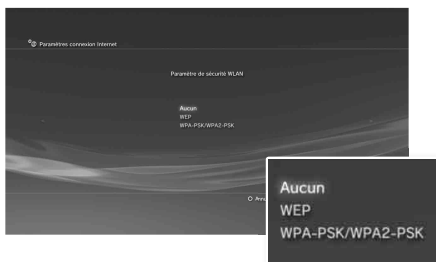 Paramètres connexion Internet
Paramètre de sécurité WLAN
Aucun
WEP
WPA-PSK/WPA2-PSK
Aucun
WEP
WPA-PSK/WPA2-PSK